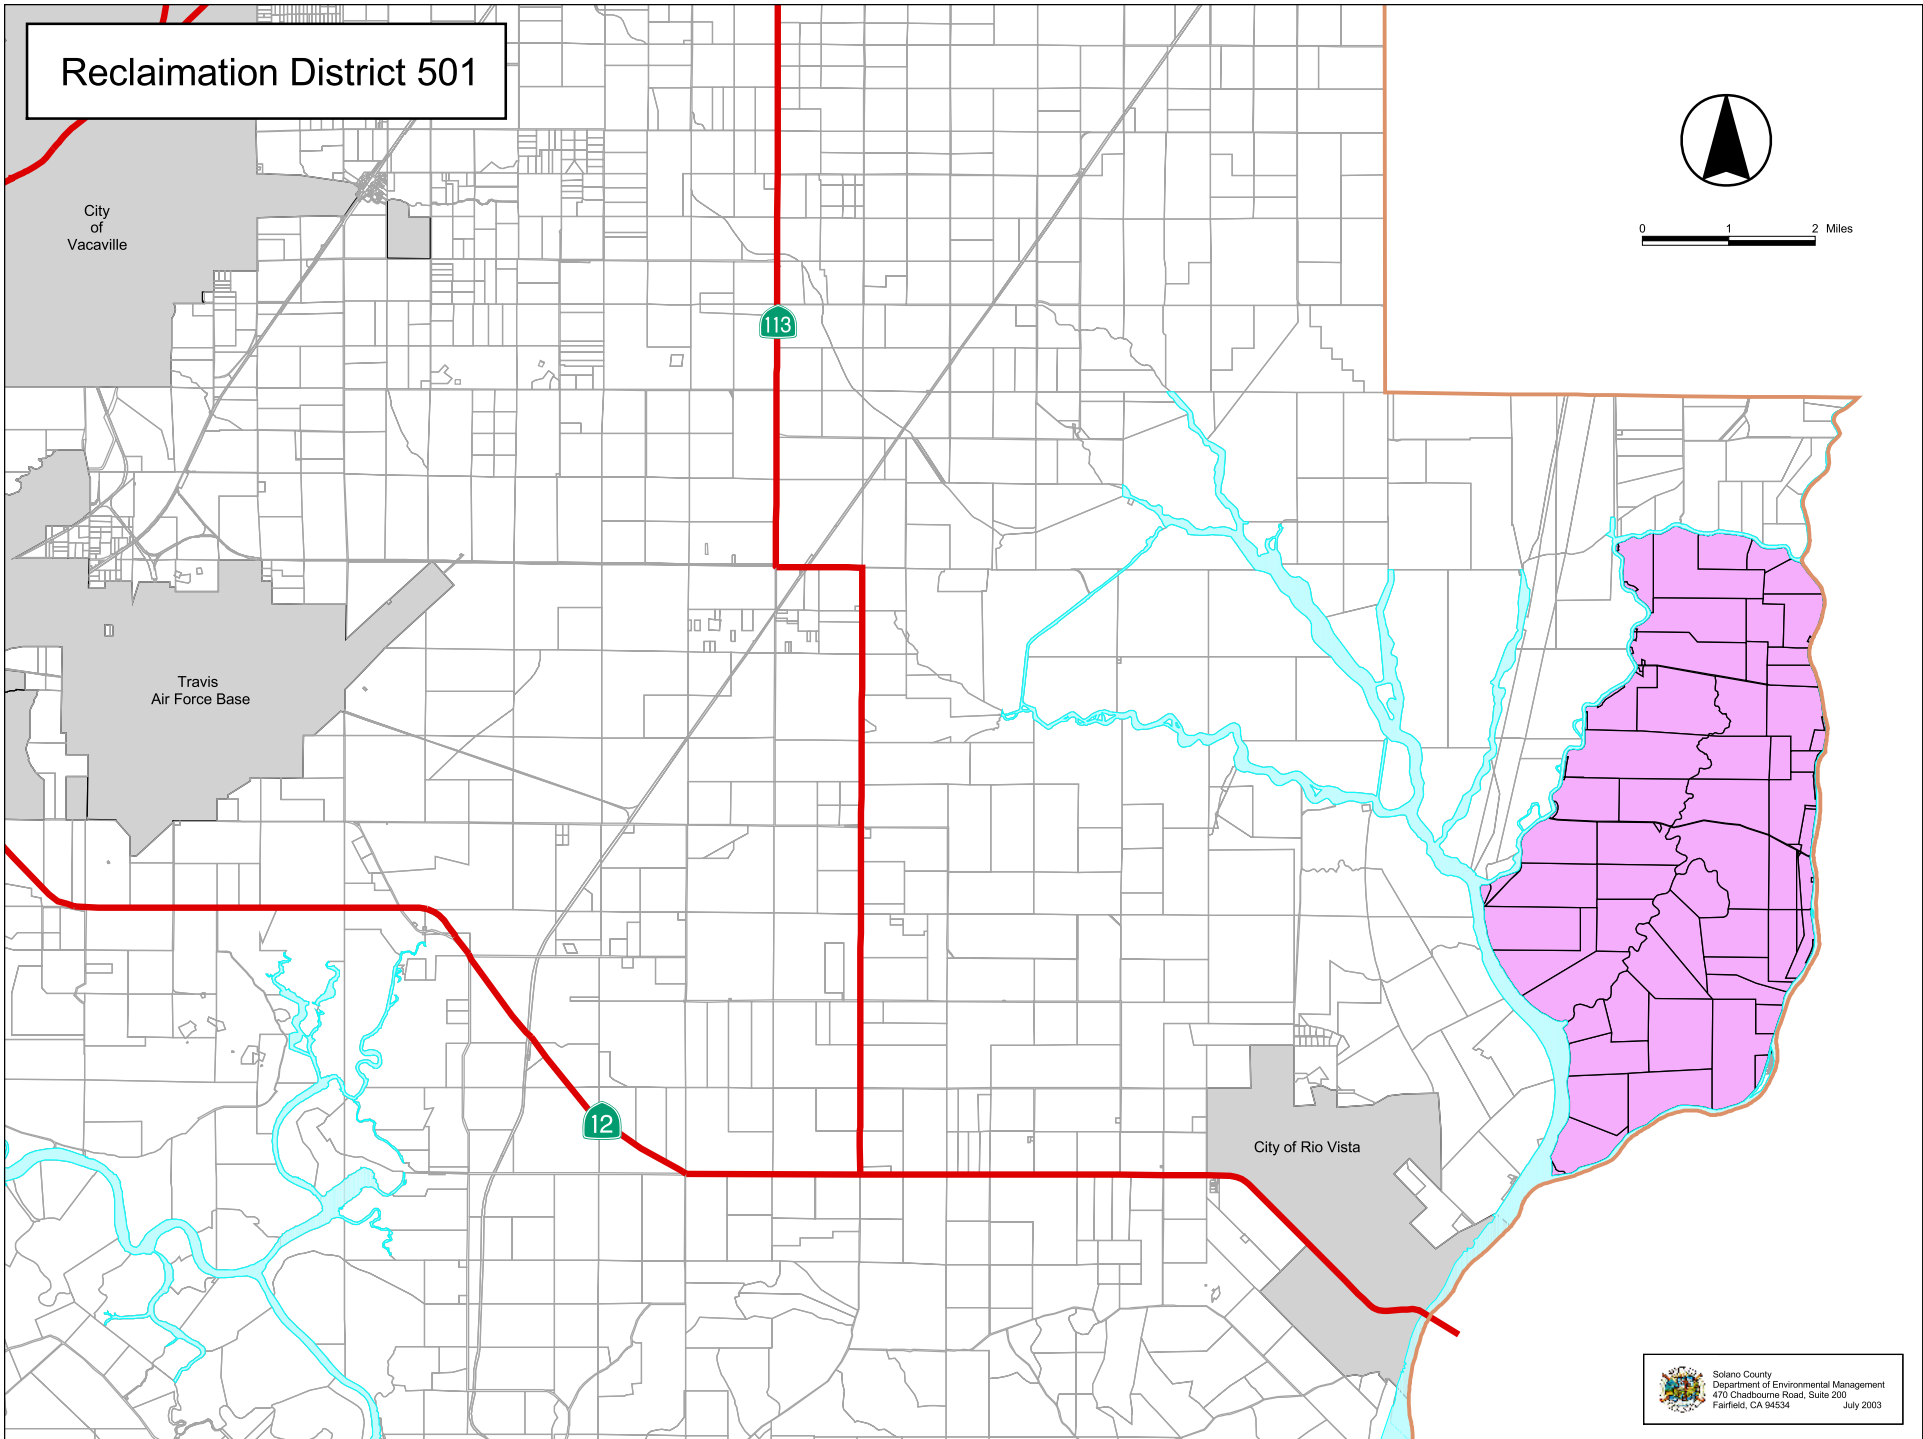 Reclaimation District 501
0 1 2 Miles
City
of
Vacaville
113
Travis
Air Force Base
12
City of Rio Vista
Solano County
Department of Environmental Management
470 Chadbourne Road, Suite 200
Fairfield, CA 94534 July 2003